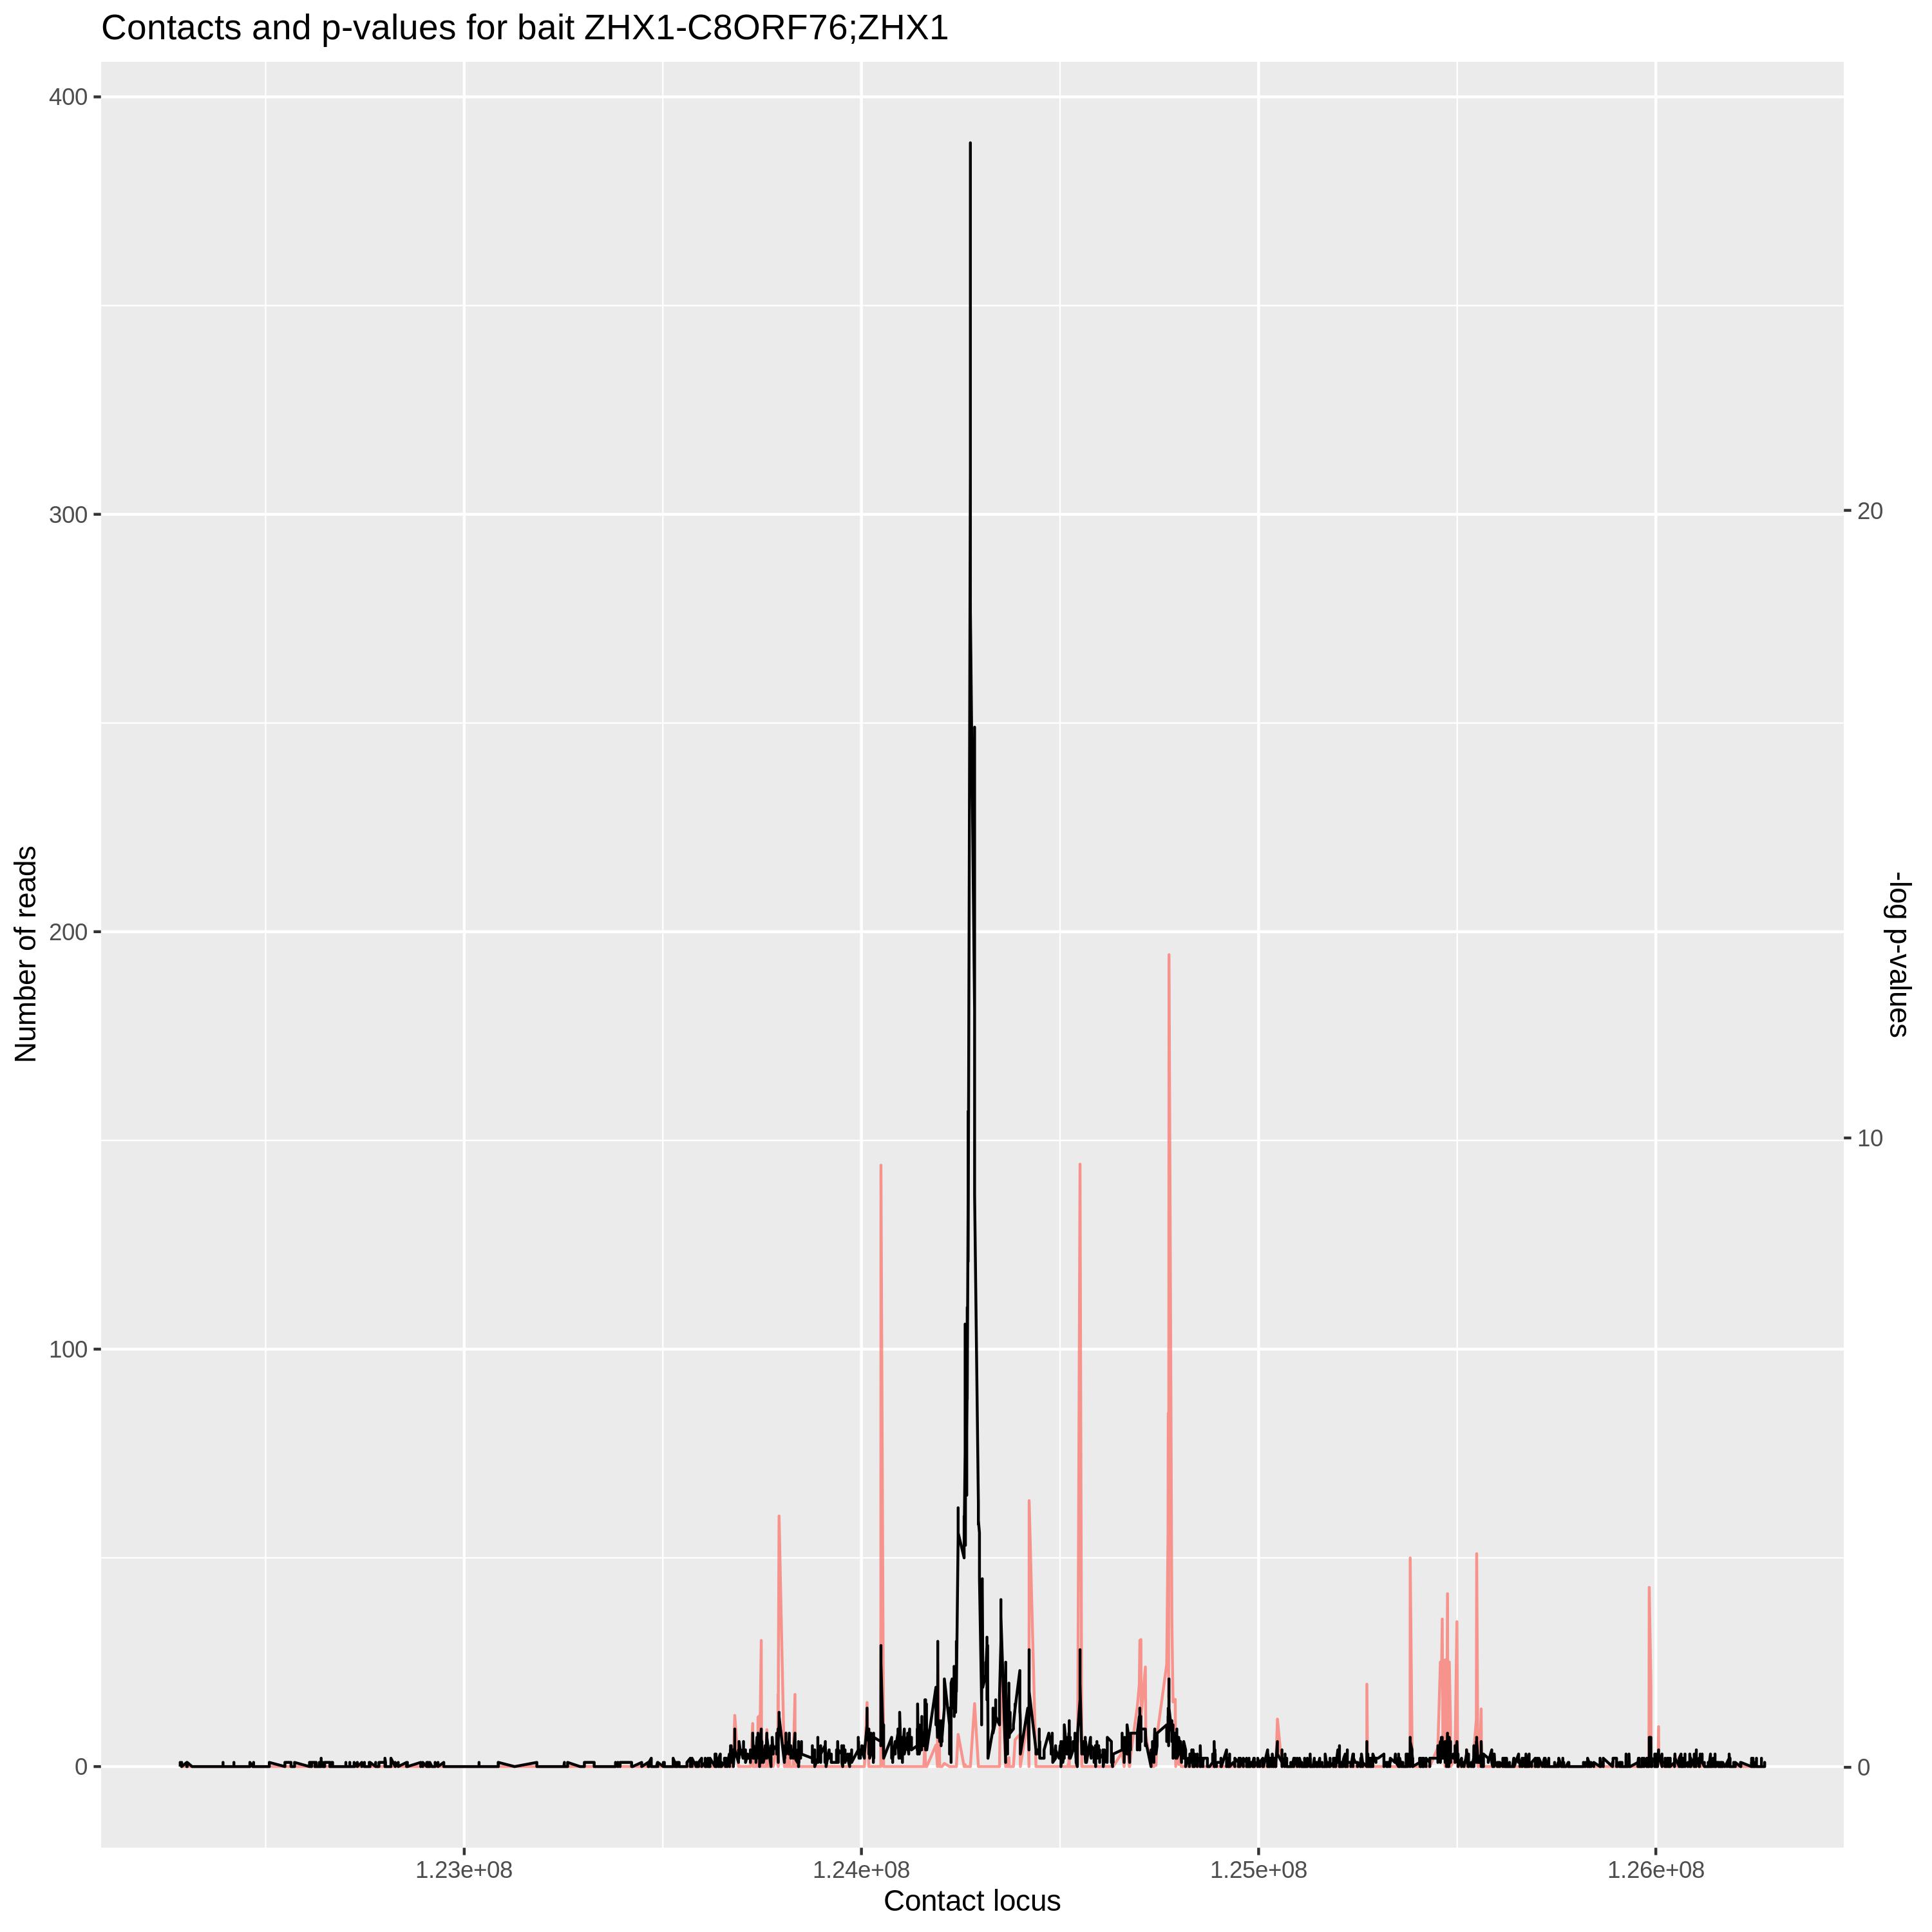 Contacts and p-values for bait ZHX1-C8ORF76;ZHX1
400
300
200
100
0
Number of reads
20
10
0
-log p-values
1.23e+08
1.24e+08
1.25e+08
1.26e+08
Contact locus